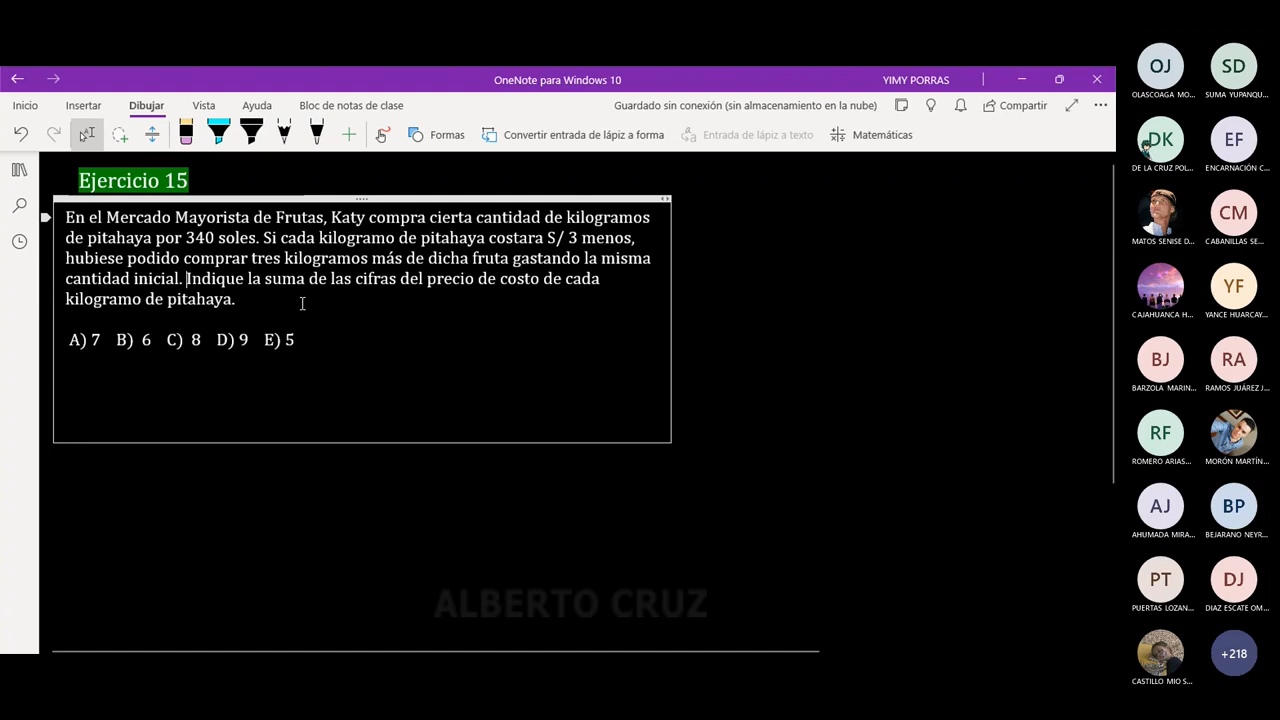 OneNote para Windows 10
YIMY PORRAS
Inicio
Insertar
Dibujar
Vista
Ayuda
Bloc de notas de clase
Guardado sin conexión (sin almacenamiento en la nube)
Compartir
Formas
Convertir entrada de lápiz a forma
Entrada de lápiz a texto
Matemáticas
Ejercicio 15
En el Mercado Mayorista de Frutas, Katy compra cierta cantidad de kilogramos
de pitahaya por 340 soles. Si cada kilogramo de pitahaya costara S/ 3 menos,
hubiese podido comprar tres kilogramos más de dicha fruta gastando la misma
cantidad inicial. Indique la suma de las cifras del precio de costo de cada
kilogramo de pitahaya.
A) 7 B) 6 C) 8 D) 9 E) 5
ALBERTO CRUZ
OJ
OLASCOAGA MO...
SD
SUMA YUPANQU...
DK
DE LA CRUZ POL...
EF
ENCARNACIÓN C...
MATOS SENISE D...
CM
CABANILLAS SE...
CAJAHUANCA H...
YF
YANCE HUARCAY...
BJ
BARZOLA MARIN...
RA
RAMOS JUÁREZ J...
RF
ROMERO ARIAS...
MORÓN MARTÍN...
AJ
AHUMADA MIRA...
BP
BEJARANO NEYR...
PT
PUERTAS LOZAN...
DJ
DIAZ ESCATE OM...
CASTILLO MIO S...
+218